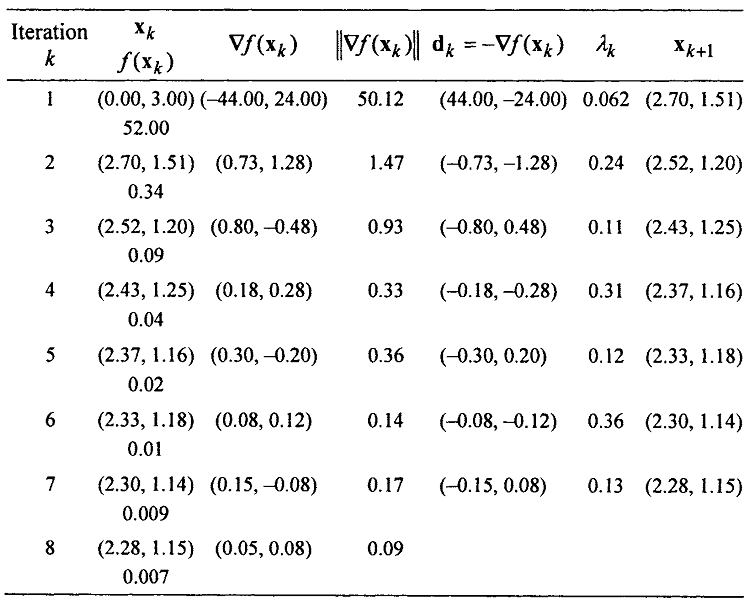 Iteration x_k ∇f(x_k) ‖∇f(x_k)‖ d_k = −∇f(x_k) λ_k x_{k+1}
k f(x_k)
1 (0.00, 3.00) (–44.00, 24.00) 50.12 (44.00, –24.00) 0.062 (2.70, 1.51)
52.00
2 (2.70, 1.51) (0.73, 1.28) 1.47 (–0.73, –1.28) 0.24 (2.52, 1.20)
0.34
3 (2.52, 1.20) (0.80, –0.48) 0.93 (–0.80, 0.48) 0.11 (2.43, 1.25)
0.09
4 (2.43, 1.25) (0.18, 0.28) 0.33 (–0.18, –0.28) 0.31 (2.37, 1.16)
0.04
5 (2.37, 1.16) (0.30, –0.20) 0.36 (–0.30, 0.20) 0.12 (2.33, 1.18)
0.02
6 (2.33, 1.18) (0.08, 0.12) 0.14 (–0.08, –0.12) 0.36 (2.30, 1.14)
0.01
7 (2.30, 1.14) (0.15, –0.08) 0.17 (–0.15, 0.08) 0.13 (2.28, 1.15)
0.009
8 (2.28, 1.15) (0.05, 0.08) 0.09
0.007